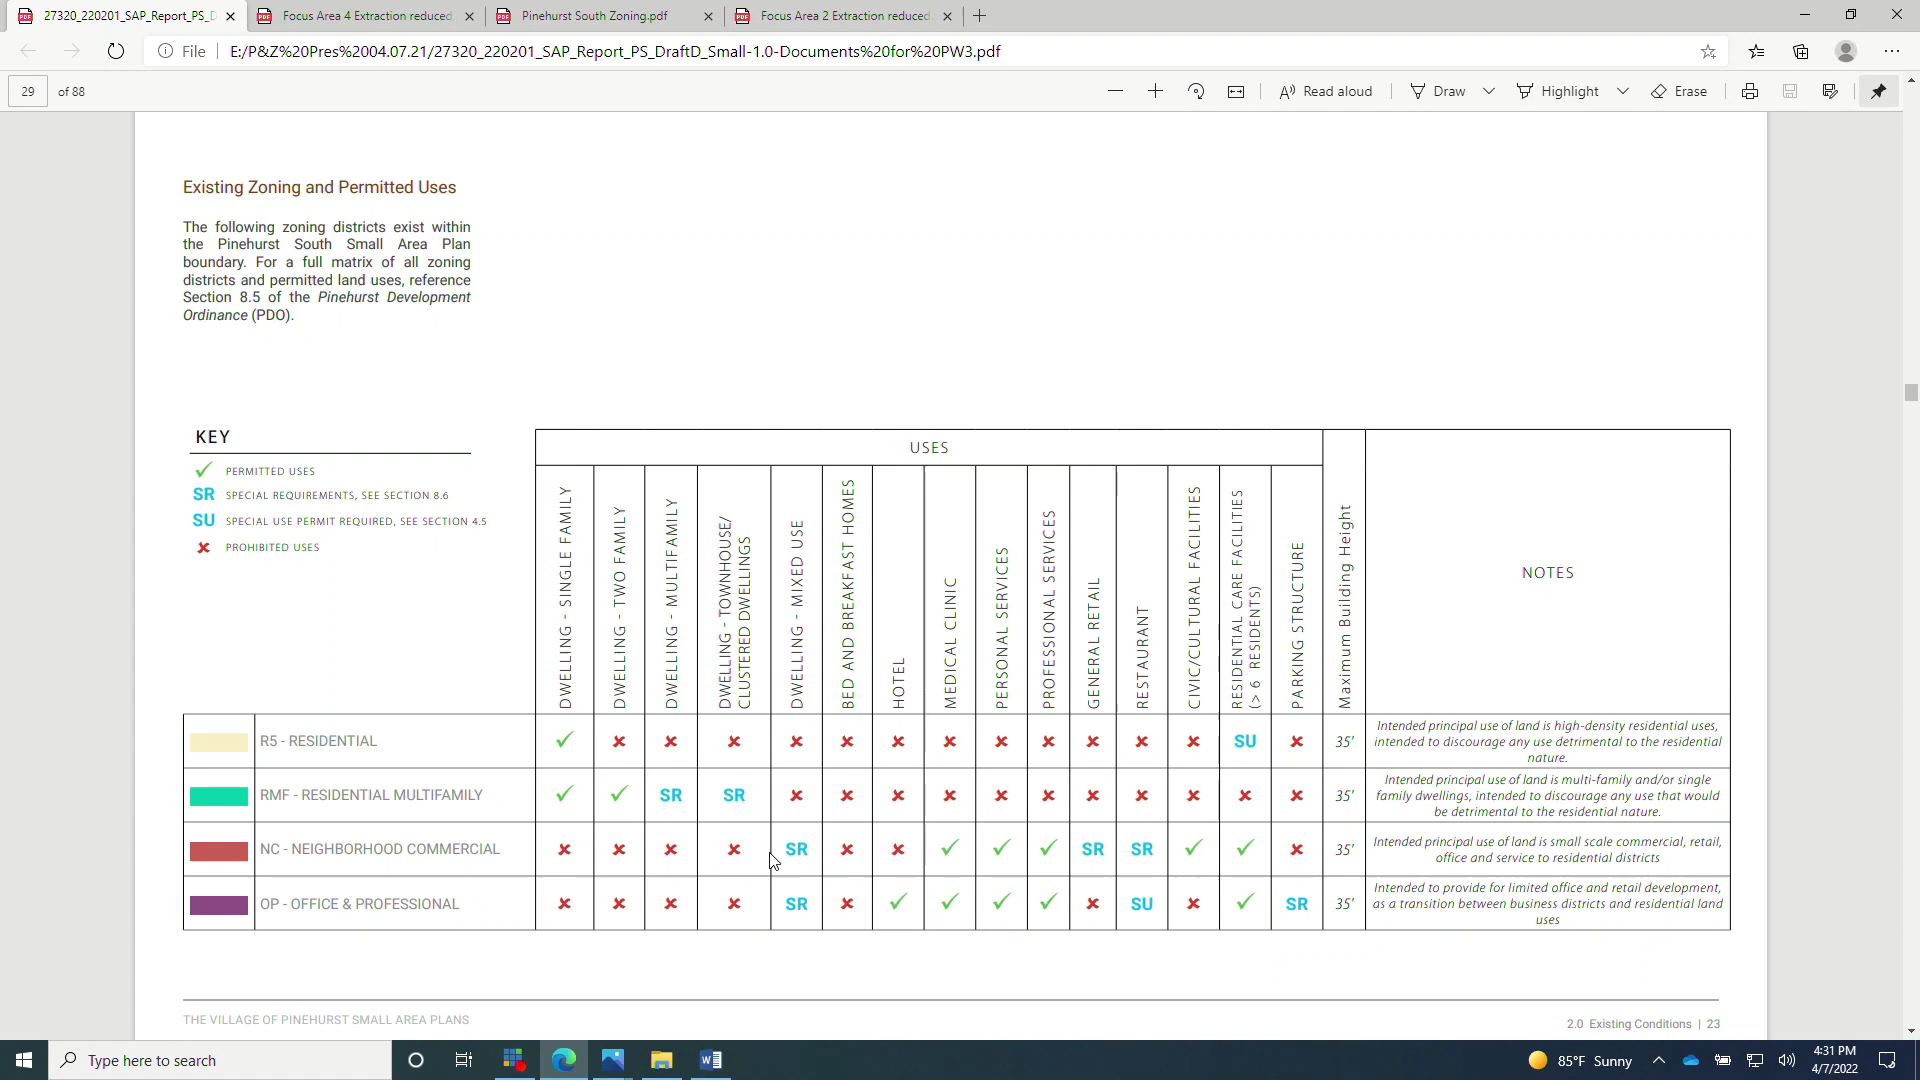 27320_220201_SAP_Report_PS_D
Focus Area 4 Extraction reduced.
Pinehurst South Zoning.pdf
Focus Area 2 Extraction reduced.
File
E:/P&Z%20Pres%2004.07.21/27320_220201_SAP_Report_PS_DraftD_Small-1.0-Documents%20for%20PW3.pdf
29 of 88
Read aloud
Draw
Highlight
Erase
Existing Zoning and Permitted Uses
The following zoning districts exist within
the Pinehurst South Small Area Plan
boundary. For a full matrix of all zoning
districts and permitted land uses, reference
Section 8.5 of the Pinehurst Development
Ordinance (PDO).
KEY
✓ PERMITTED USES
SR SPECIAL REQUIREMENTS, SEE SECTION 8.6
SU SPECIAL USE PERMIT REQUIRED, SEE SECTION 4.5
✘ PROHIBITED USES
USES
DWELLING - SINGLE FAMILY
DWELLING - TWO FAMILY
DWELLING - MULTIFAMILY
DWELLING - TOWNHOUSE/
CLUSTERED DWELLINGS
DWELLING - MIXED USE
BED AND BREAKFAST HOMES
HOTEL
MEDICAL CLINIC
PERSONAL SERVICES
PROFESSIONAL SERVICES
GENERAL RETAIL
RESTAURANT
CIVIC/CULTURAL FACILITIES
RESIDENTIAL CARE FACILITIES
(> 6 RESIDENTS)
PARKING STRUCTURE
Maximum Building Height
NOTES
R5 - RESIDENTIAL ✓ ✘ ✘ ✘ ✘ ✘ ✘ ✘ ✘ ✘ ✘ ✘ ✘ SU ✘ 35'
Intended principal use of land is high-density residential uses,
intended to discourage any use detrimental to the residential
nature.
RMF - RESIDENTIAL MULTIFAMILY ✓ ✓ SR SR ✘ ✘ ✘ ✘ ✘ ✘ ✘ ✘ ✘ ✘ ✘ 35'
Intended principal use of land is multi-family and/or single
family dwellings, intended to discourage any use that would
be detrimental to the residential nature.
NC - NEIGHBORHOOD COMMERCIAL ✘ ✘ ✘ ✘ SR ✘ ✘ ✓ ✓ ✓ SR SR ✓ ✓ ✘ 35'
Intended principal use of land is small scale commercial, retail,
office and service to residential districts
OP - OFFICE & PROFESSIONAL ✘ ✘ ✘ ✘ SR ✘ ✓ ✓ ✓ ✓ ✘ SU ✘ ✓ SR 35'
Intended to provide for limited office and retail development,
as a transition between business districts and residential land
uses
THE VILLAGE OF PINEHURST SMALL AREA PLANS
2.0 Existing Conditions | 23
Type here to search
85°F Sunny
4:31 PM
4/7/2022